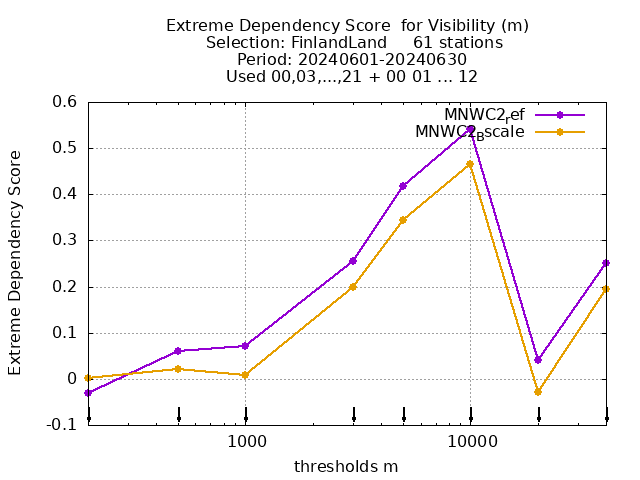 Extreme Dependency Score  for Visibility (m)
Selection: FinlandLand     61 stations
Period: 20240601-20240630
Used 00,03,...,21 + 00 01 ... 12
MNWC2ref
MNWC2Bscale
0.6
0.5
0.4
0.3
0.2
0.1
0
-0.1
Extreme Dependency Score
1000
10000
thresholds m